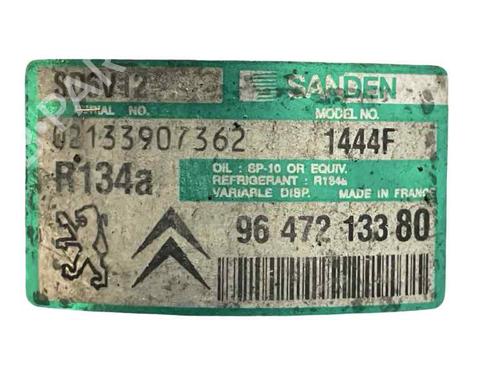 SD6V12 SANDEN
SERIAL NO. MODEL NO.
02133907362 1444F
R134a OIL : SP-10 OR EQUIV.
REFRIGERANT : R134a
VARIABLE DISP. MADE IN FRANCE
96 472 133 80